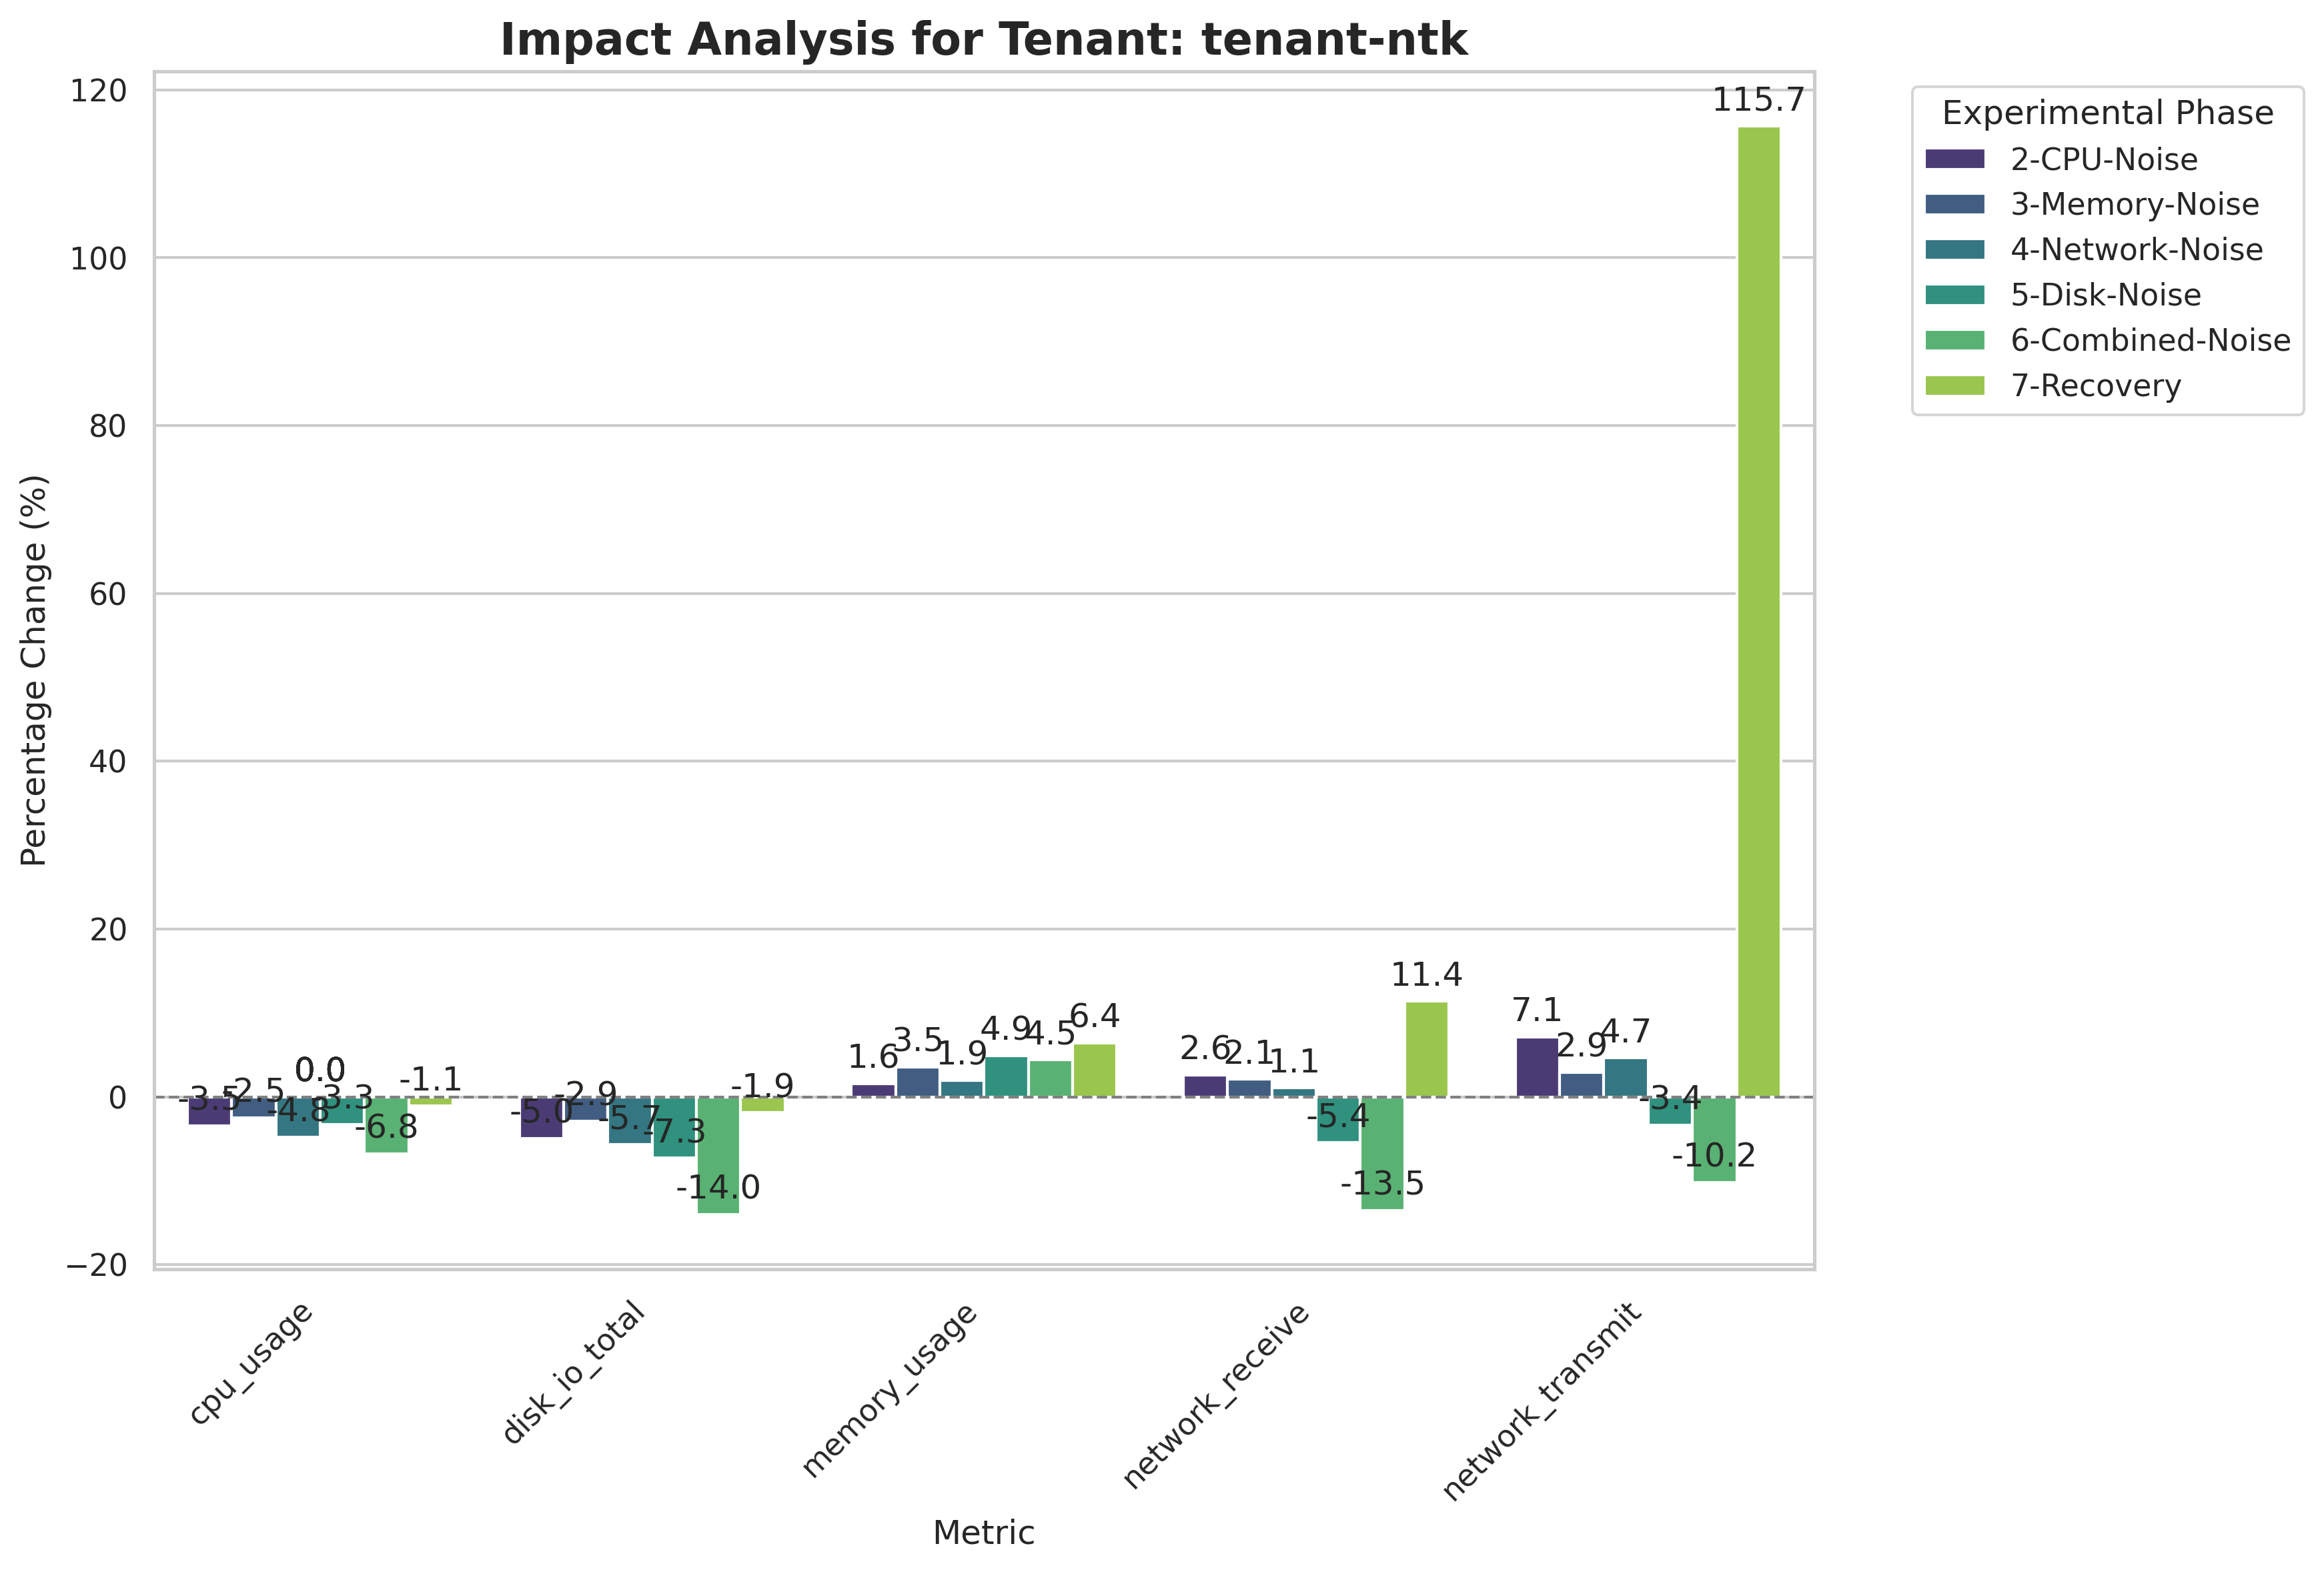 Impact Analysis for Tenant: tenant-ntk
Percentage Change (%)
120
100
80
60
40
20
0
−20
-3.5
-2.5
-4.8
0.0
-3.3
-6.8
-1.1
-5.0
-2.9
-5.7
-7.3
-14.0
-1.9
1.6
3.5
1.9
4.9
4.5
6.4
2.6
2.1
1.1
-5.4
-13.5
11.4
7.1
2.9
4.7
-3.4
-10.2
115.7
cpu_usage
disk_io_total
memory_usage
network_receive
network_transmit
Metric
Experimental Phase
2-CPU-Noise
3-Memory-Noise
4-Network-Noise
5-Disk-Noise
6-Combined-Noise
7-Recovery